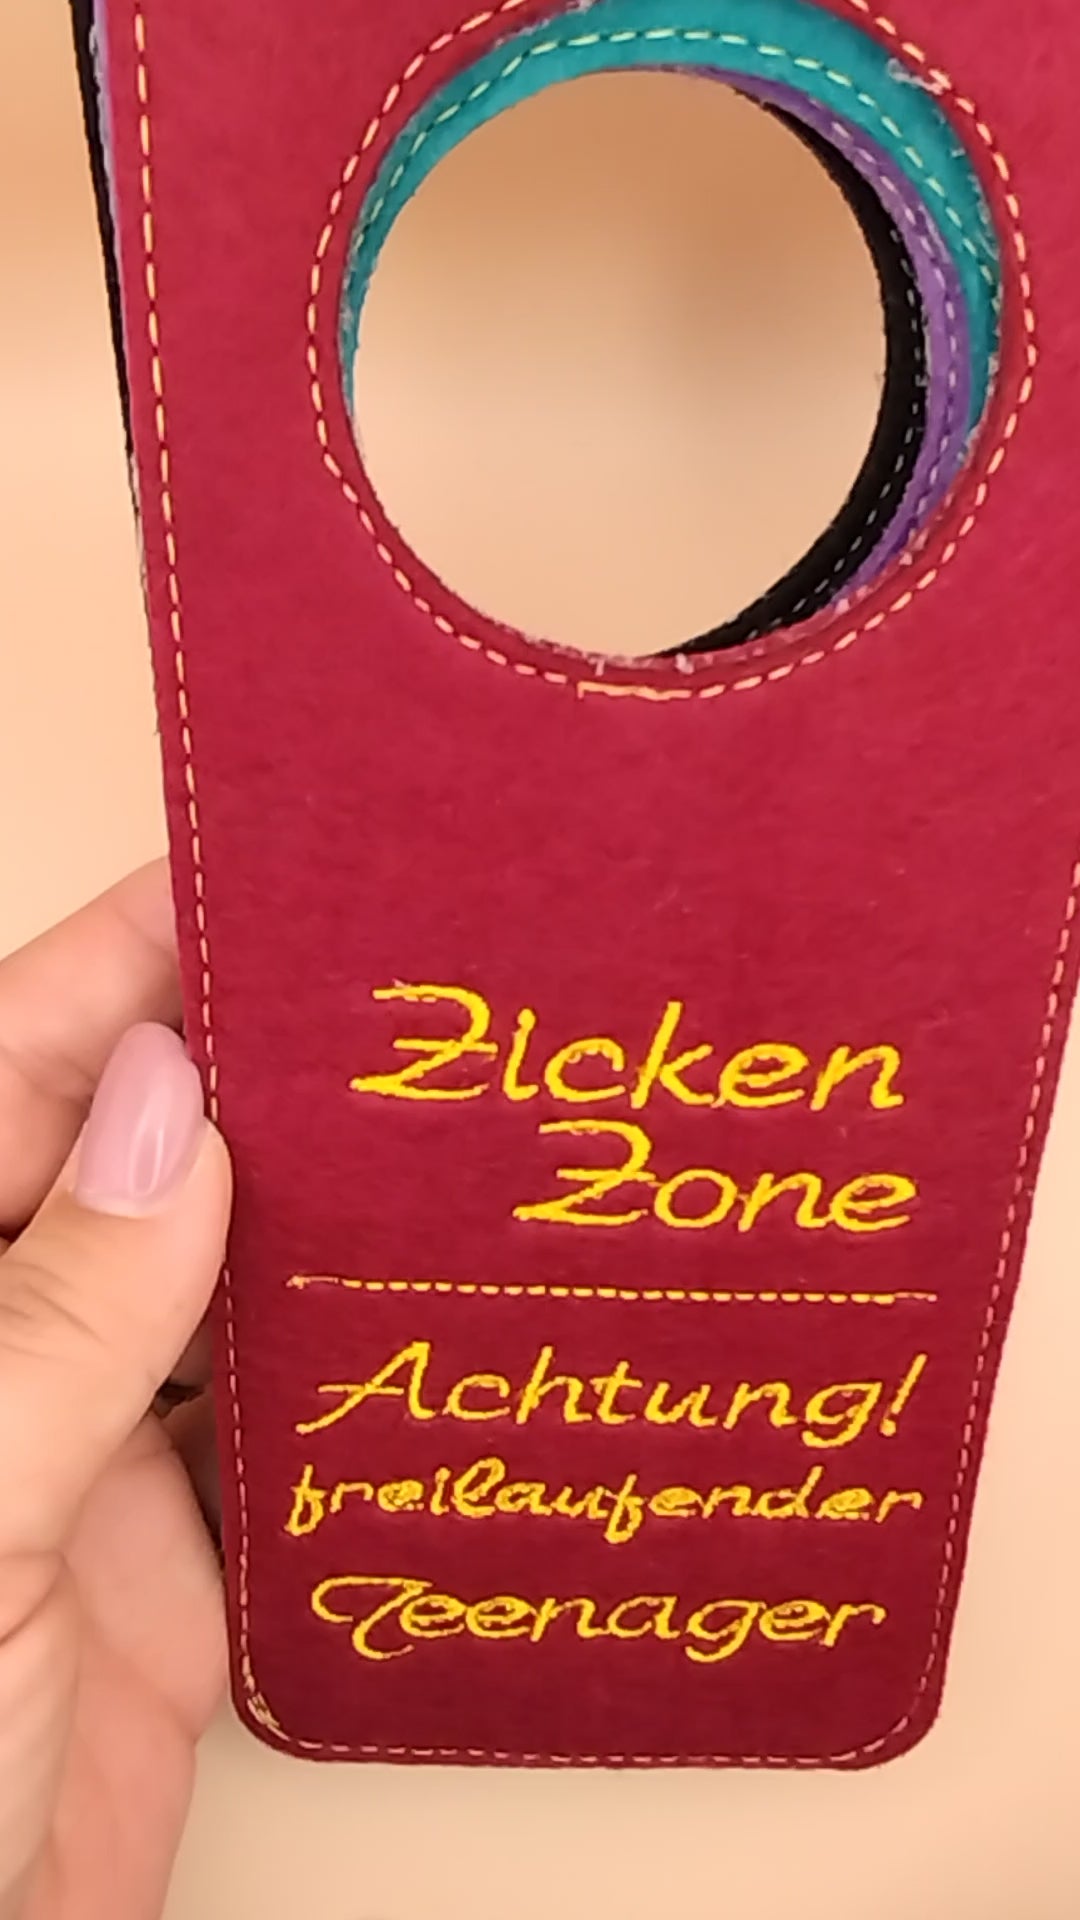 Zicken
Zone
Achtung!
freilaufender
Teenager